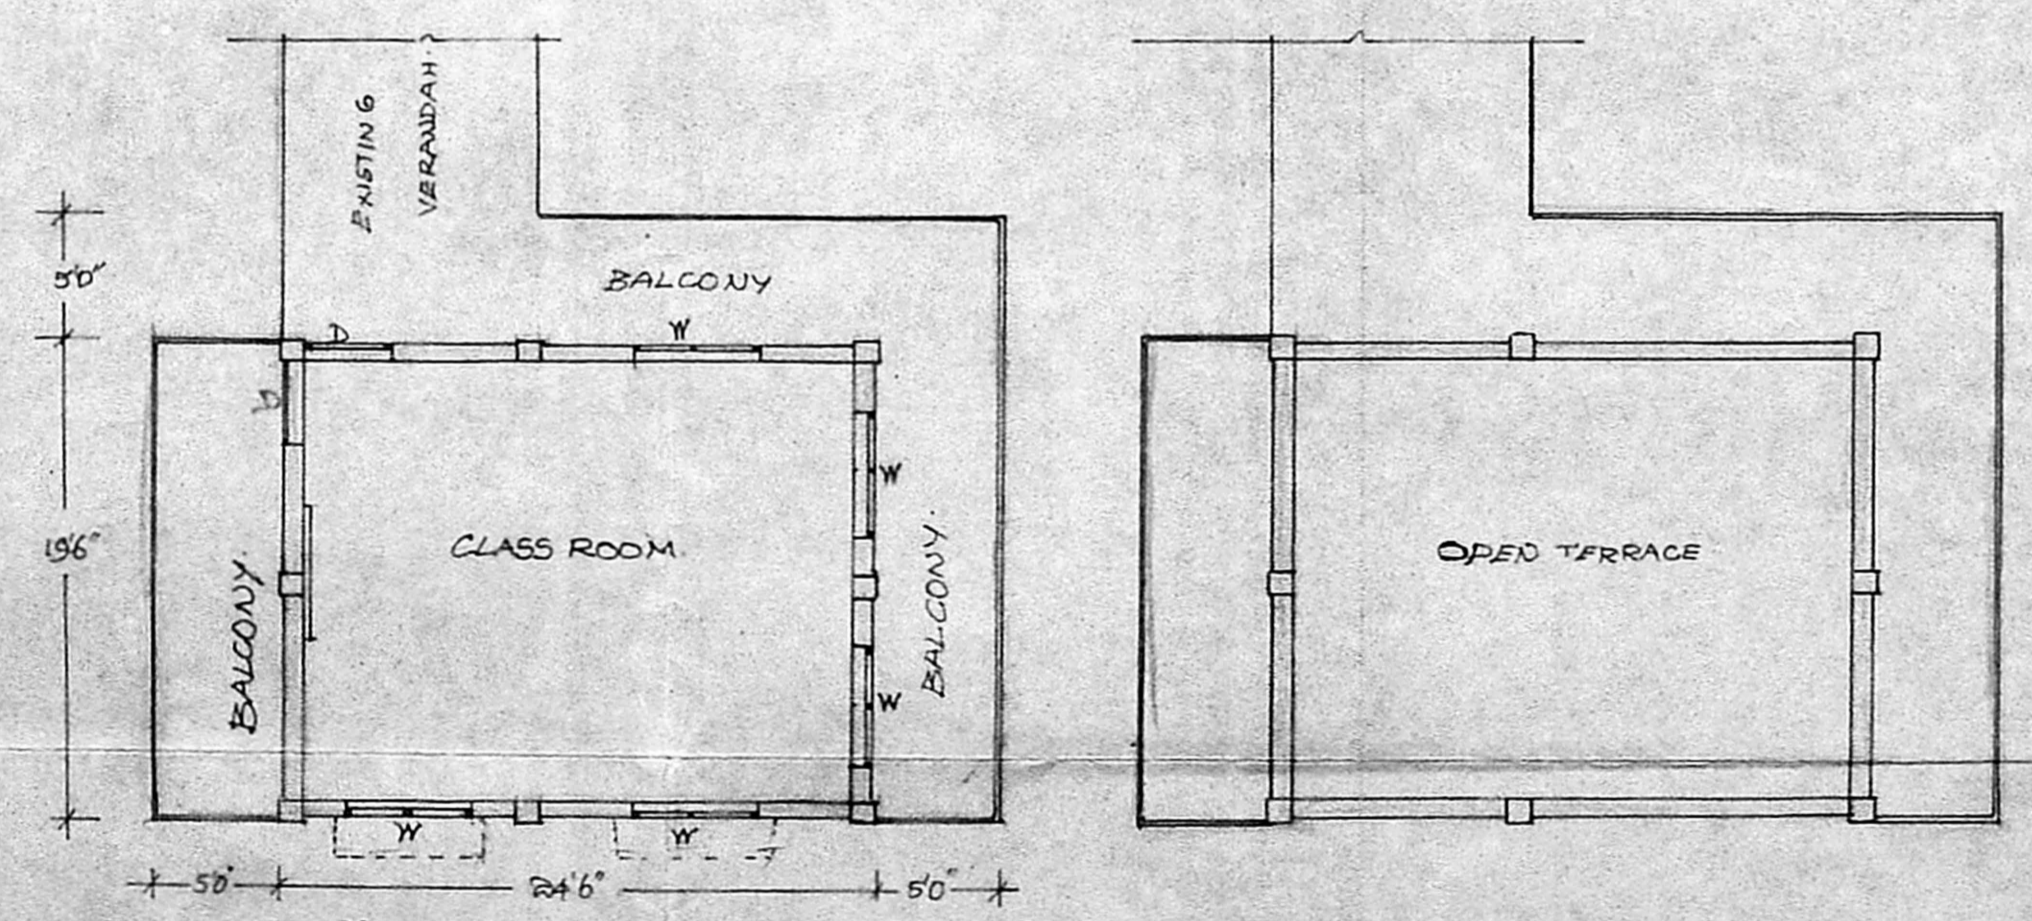 EXISTING
VERANDAH.
5'0"
BALCONY
D
W
D
W
19'6"
CLASS ROOM.
BALCONY.
BALCONY.
W
W
W
5'0"
24'6"
5'0"
OPEN TERRACE